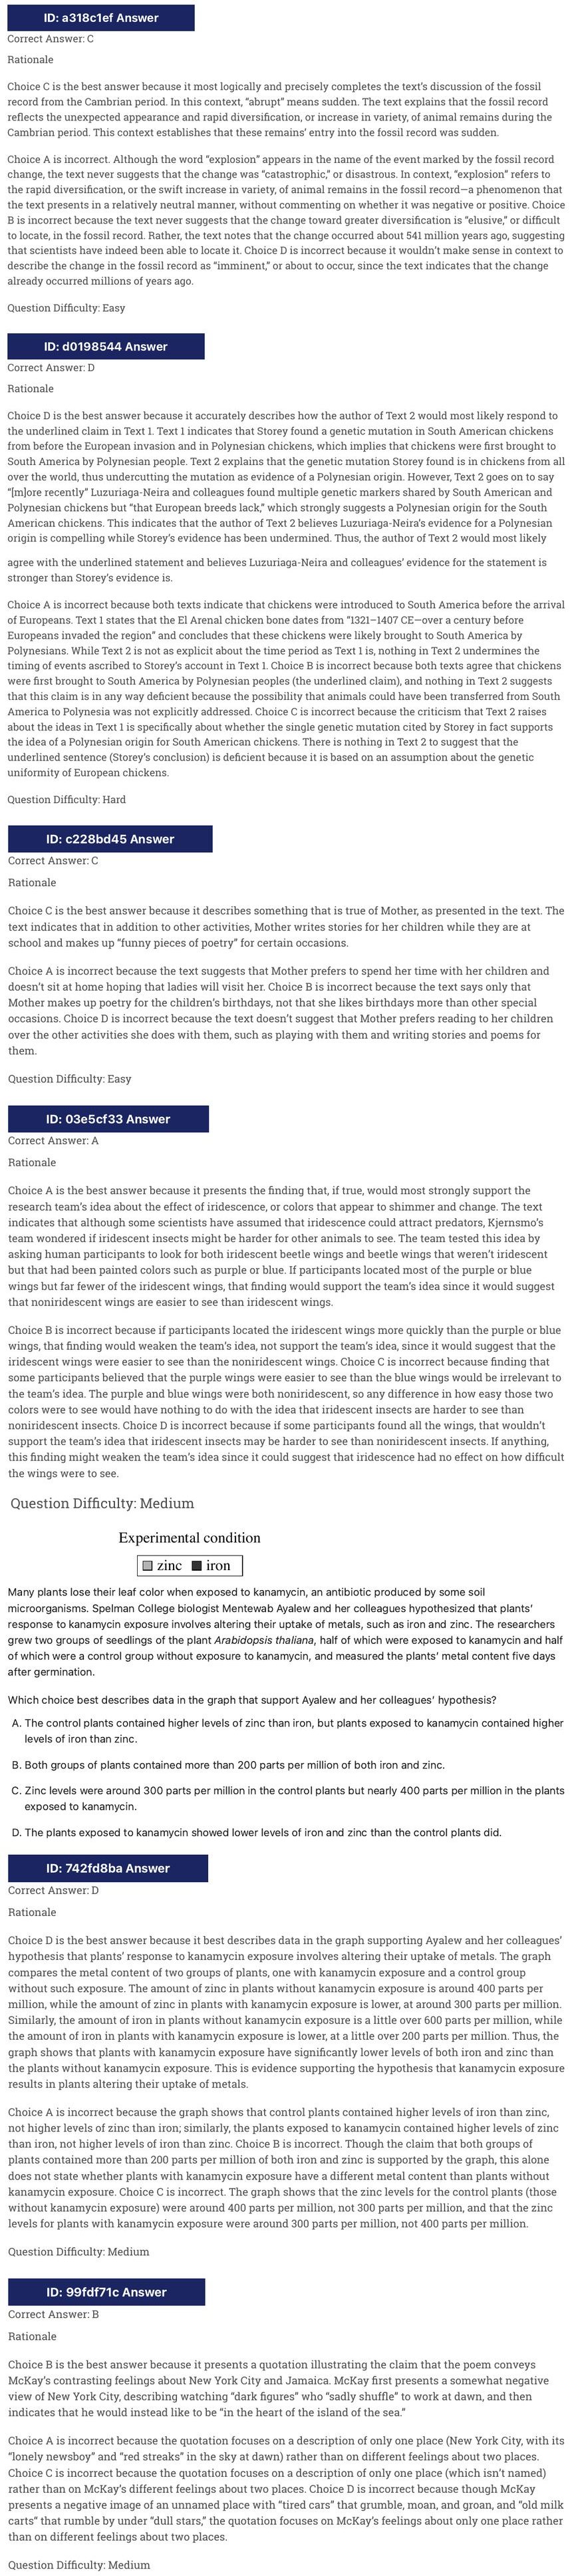 ID: a318c1ef Answer
Correct Answer: C
Rationale
Choice C is the best answer because it most logically and precisely completes the text's discussion of the fossil
record from the Cambrian period. In this context, “abrupt” means sudden. The text explains that the fossil record
reflects the unexpected appearance and rapid diversification, or increase in variety, of animal remains during the
Cambrian period. This context establishes that these remains’ entry into the fossil record was sudden.
Choice A is incorrect. Although the word “explosion” appears in the name of the event marked by the fossil record
change, the text never suggests that the change was “catastrophic,” or disastrous. In context, “explosion” refers to
the rapid diversification, or the swift increase in variety, of animal remains in the fossil record—a phenomenon that
the text presents in a relatively neutral manner, without commenting on whether it was negative or positive. Choice
B is incorrect because the text never suggests that the change toward greater diversification is “elusive,” or difficult
to locate, in the fossil record. Rather, the text notes that the change occurred about 541 million years ago, suggesting
that scientists have indeed been able to locate it. Choice D is incorrect because it wouldn’t make sense in context to
describe the change in the fossil record as “imminent,” or about to occur, since the text indicates that the change
already occurred millions of years ago.
Question Difficulty: Easy
ID: d0198544 Answer
Correct Answer: D
Rationale
Choice D is the best answer because it accurately describes how the author of Text 2 would most likely respond to
the underlined claim in Text 1. Text 1 indicates that Storey found a genetic mutation in South American chickens
from before the European invasion and in Polynesian chickens, which implies that chickens were first brought to
South America by Polynesian people. Text 2 explains that the genetic mutation Storey found is in chickens from all
over the world, thus undercutting the mutation as evidence of a Polynesian origin. However, Text 2 goes on to say
“[m]ore recently” Luzuriaga-Neira and colleagues found multiple genetic markers shared by South American and
Polynesian chickens but “that European breeds lack,” which strongly suggests a Polynesian origin for the South
American chickens. This indicates that the author of Text 2 believes Luzuriaga-Neira’s evidence for a Polynesian
origin is compelling while Storey’s evidence has been undermined. Thus, the author of Text 2 would most likely
agree with the underlined statement and believes Luzuriaga-Neira and colleagues’ evidence for the statement is
stronger than Storey’s evidence is.
Choice A is incorrect because both texts indicate that chickens were introduced to South America before the arrival
of Europeans. Text 1 states that the El Arenal chicken bone dates from “1321–1407 CE—over a century before
Europeans invaded the region” and concludes that these chickens were likely brought to South America by
Polynesians. While Text 2 is not as explicit about the time period as Text 1 is, nothing in Text 2 undermines the
timing of events ascribed to Storey’s account in Text 1. Choice B is incorrect because both texts agree that chickens
were first brought to South America by Polynesian peoples (the underlined claim), and nothing in Text 2 suggests
that this claim is in any way deficient because the possibility that animals could have been transferred from South
America to Polynesia was not explicitly addressed. Choice C is incorrect because the criticism that Text 2 raises
about the ideas in Text 1 is specifically about whether the single genetic mutation cited by Storey in fact supports
the idea of a Polynesian origin for South American chickens. There is nothing in Text 2 to suggest that the
underlined sentence (Storey’s conclusion) is deficient because it is based on an assumption about the genetic
uniformity of European chickens.
Question Difficulty: Hard
ID: c228bd45 Answer
Correct Answer: C
Rationale
Choice C is the best answer because it describes something that is true of Mother, as presented in the text. The
text indicates that in addition to other activities, Mother writes stories for her children while they are at
school and makes up “funny pieces of poetry” for certain occasions.
Choice A is incorrect because the text suggests that Mother prefers to spend her time with her children and
doesn’t sit at home hoping that ladies will visit her. Choice B is incorrect because the text says only that
Mother makes up poetry for the children’s birthdays, not that she likes birthdays more than other special
occasions. Choice D is incorrect because the text doesn’t suggest that Mother prefers reading to her children
over the other activities she does with them, such as playing with them and writing stories and poems for
them.
Question Difficulty: Easy
ID: 03e5cf33 Answer
Correct Answer: A
Rationale
Choice A is the best answer because it presents the finding that, if true, would most strongly support the
research team’s idea about the effect of iridescence, or colors that appear to shimmer and change. The text
indicates that although some scientists have assumed that iridescence could attract predators, Kjernsmo’s
team wondered if iridescent insects might be harder for other animals to see. The team tested this idea by
asking human participants to look for both iridescent beetle wings and beetle wings that weren’t iridescent
but that had been painted colors such as purple or blue. If participants located most of the purple or blue
wings but far fewer of the iridescent wings, that finding would support the team’s idea since it would suggest
that noniridescent wings are easier to see than iridescent wings.
Choice B is incorrect because if participants located the iridescent wings more quickly than the purple or blue
wings, that finding would weaken the team’s idea, not support the team’s idea, since it would suggest that the
iridescent wings were easier to see than the noniridescent wings. Choice C is incorrect because finding that
some participants believed that the purple wings were easier to see than the blue wings would be irrelevant to
the team’s idea. The purple and blue wings were both noniridescent, so any difference in how easy those two
colors were to see would have nothing to do with the idea that iridescent insects are harder to see than
noniridescent insects. Choice D is incorrect because if some participants found all the wings, that wouldn’t
support the team’s idea that iridescent insects may be harder to see than noniridescent insects. If anything,
this finding might weaken the team’s idea since it could suggest that iridescence had no effect on how difficult
the wings were to see.
Question Difficulty: Medium
Experimental condition
zinc iron
Many plants lose their leaf color when exposed to kanamycin, an antibiotic produced by some soil
microorganisms. Spelman College biologist Mentewab Ayalew and her colleagues hypothesized that plants’
response to kanamycin exposure involves altering their uptake of metals, such as iron and zinc. The researchers
grew two groups of seedlings of the plant Arabidopsis thaliana, half of which were exposed to kanamycin and half
of which were a control group without exposure to kanamycin, and measured the plants’ metal content five days
after germination.
Which choice best describes data in the graph that support Ayalew and her colleagues’ hypothesis?
A. The control plants contained higher levels of zinc than iron, but plants exposed to kanamycin contained higher
levels of iron than zinc.
B. Both groups of plants contained more than 200 parts per million of both iron and zinc.
C. Zinc levels were around 300 parts per million in the control plants but nearly 400 parts per million in the plants
exposed to kanamycin.
D. The plants exposed to kanamycin showed lower levels of iron and zinc than the control plants did.
ID: 742fd8ba Answer
Correct Answer: D
Rationale
Choice D is the best answer because it best describes data in the graph supporting Ayalew and her colleagues’
hypothesis that plants’ response to kanamycin exposure involves altering their uptake of metals. The graph
compares the metal content of two groups of plants, one with kanamycin exposure and a control group
without such exposure. The amount of zinc in plants without kanamycin exposure is around 400 parts per
million, while the amount of zinc in plants with kanamycin exposure is lower, at around 300 parts per million.
Similarly, the amount of iron in plants without kanamycin exposure is a little over 600 parts per million, while
the amount of iron in plants with kanamycin exposure is lower, at a little over 200 parts per million. Thus, the
graph shows that plants with kanamycin exposure have significantly lower levels of both iron and zinc than
the plants without kanamycin exposure. This is evidence supporting the hypothesis that kanamycin exposure
results in plants altering their uptake of metals.
Choice A is incorrect because the graph shows that control plants contained higher levels of iron than zinc,
not higher levels of zinc than iron; similarly, the plants exposed to kanamycin contained higher levels of zinc
than iron, not higher levels of iron than zinc. Choice B is incorrect. Though the claim that both groups of
plants contained more than 200 parts per million of both iron and zinc is supported by the graph, this alone
does not state whether plants with kanamycin exposure have a different metal content than plants without
kanamycin exposure. Choice C is incorrect. The graph shows that the zinc levels for the control plants (those
without kanamycin exposure) were around 400 parts per million, not 300 parts per million, and that the zinc
levels for plants with kanamycin exposure were around 300 parts per million, not 400 parts per million.
Question Difficulty: Medium
ID: 99fdf71c Answer
Correct Answer: B
Rationale
Choice B is the best answer because it presents a quotation illustrating the claim that the poem conveys
McKay’s contrasting feelings about New York City and Jamaica. McKay first presents a somewhat negative
view of New York City, describing watching “dark figures” who “sadly shuffle” to work at dawn, and then
indicates that he would instead like to be “in the heart of the island of the sea.”
Choice A is incorrect because the quotation focuses on a description of only one place (New York City, with its
“lonely newsboy” and “red streaks” in the sky at dawn) rather than on different feelings about two places.
Choice C is incorrect because the quotation focuses on a description of only one place (which isn’t named)
rather than on McKay’s different feelings about two places. Choice D is incorrect because though McKay
presents a negative image of an unnamed place with “tired cars” that grumble, moan, and groan, and “old milk
carts“ that rumble by under “dull stars,” the quotation focuses on McKay’s feelings about only one place rather
than on different feelings about two places.
Question Difficulty: Medium